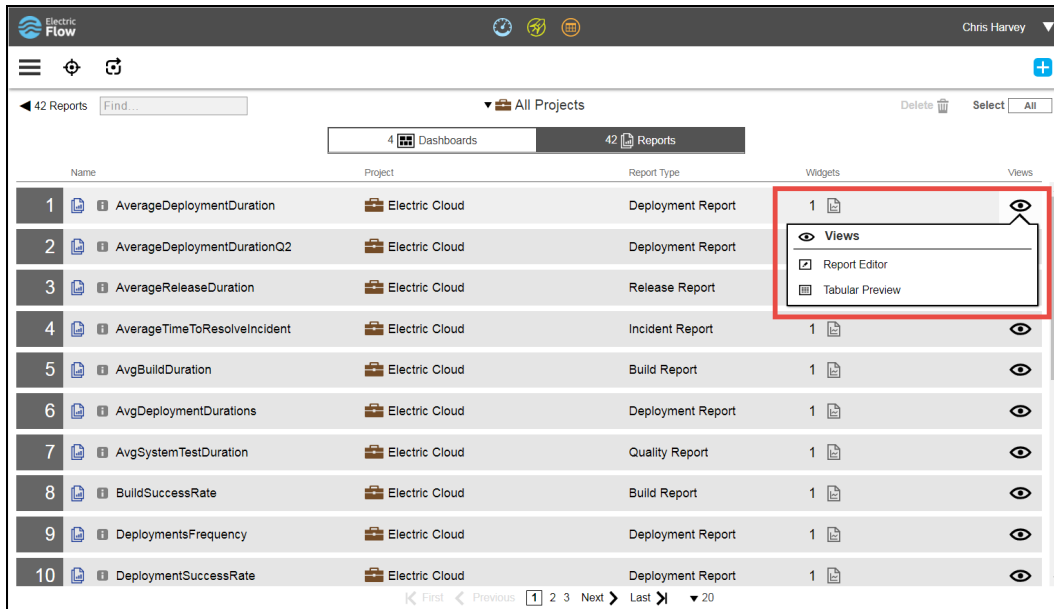 Electric
Flow
Chris Harvey
42 Reports Find... All Projects Delete Select All
4 Dashboards 42 Reports
Name Project Report Type Widgets Views
1 AverageDeploymentDuration Electric Cloud Deployment Report 1
Views
2 AverageDeploymentDurationQ2 Electric Cloud Deployment Report
Report Editor
3 AverageReleaseDuration Electric Cloud Release Report
Tabular Preview
4 AverageTimeToResolveIncident Electric Cloud Incident Report 1
5 AvgBuildDuration Electric Cloud Build Report 1
6 AvgDeploymentDurations Electric Cloud Deployment Report 1
7 AvgSystemTestDuration Electric Cloud Quality Report 1
8 BuildSuccessRate Electric Cloud Build Report 1
9 DeploymentsFrequency Electric Cloud Deployment Report 1
10 DeploymentSuccessRate Electric Cloud Deployment Report 1
First Previous 1 2 3 Next Last 20